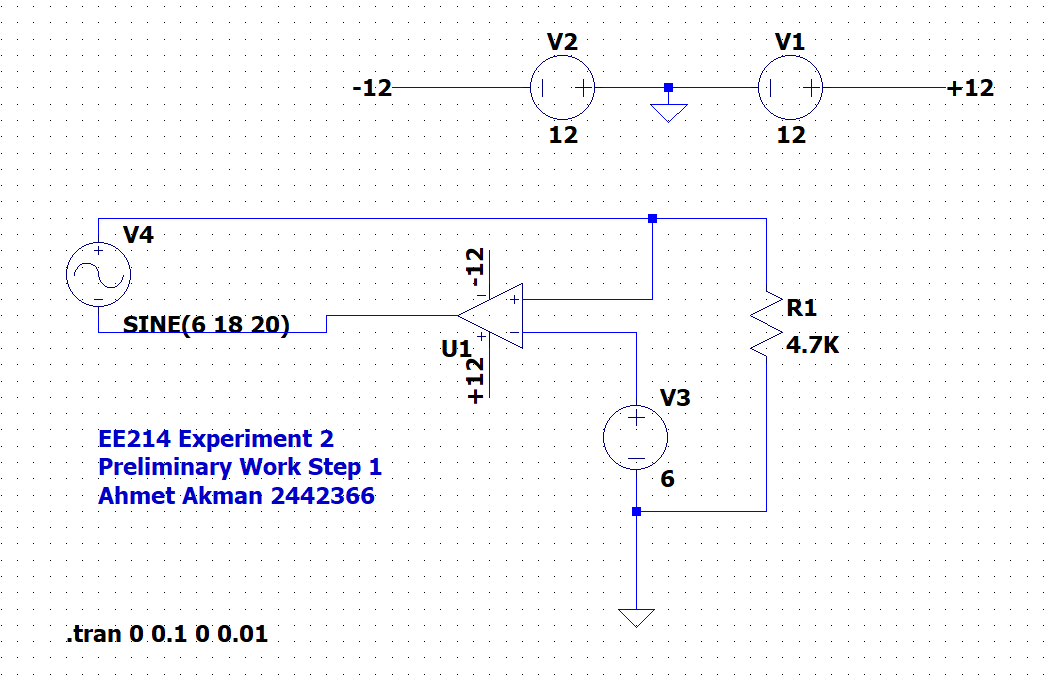 V2
V1
-12
+12
12
12
V4
-12
SINE(6 18 20)
R1
U1
4.7K
+12
V3
6
EE214 Experiment 2
Preliminary Work Step 1
Ahmet Akman 2442366
.tran 0 0.1 0 0.01